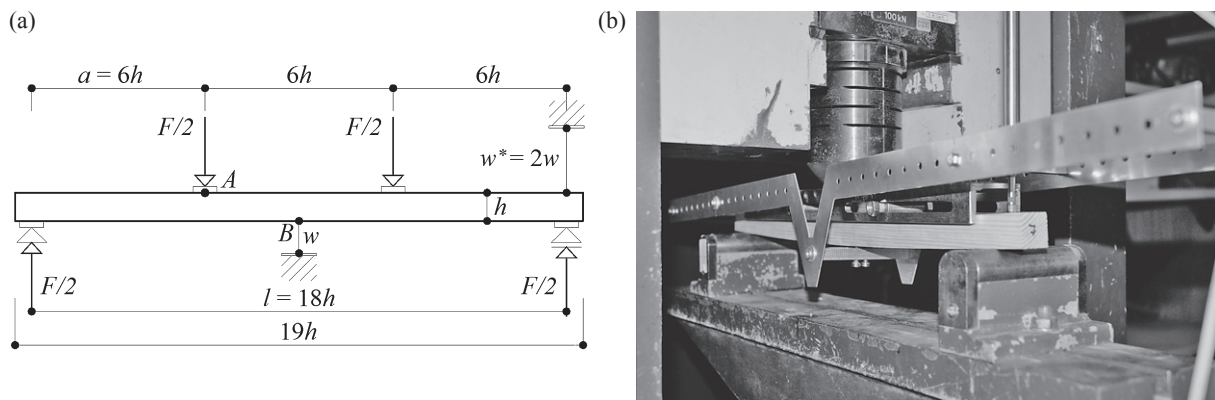 (a)
a = 6h
6h
6h
F/2
F/2
w*= 2w
A
h
B
w
F/2
F/2
l = 18h
19h
(b)
100 kN